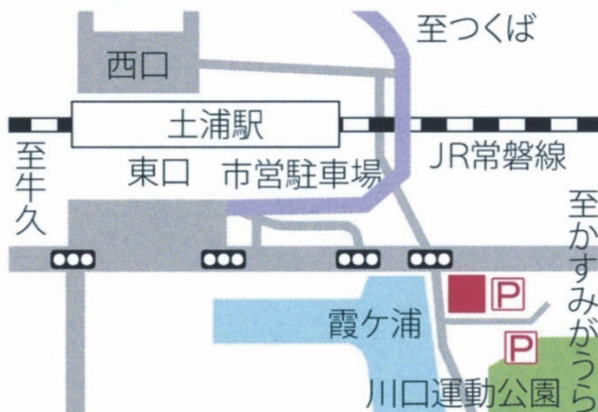 至つくば
西口
土浦駅
JR常磐線
至牛久
東口
市営駐車場
至かすみがうら
P
霞ケ浦
P
川口運動公園